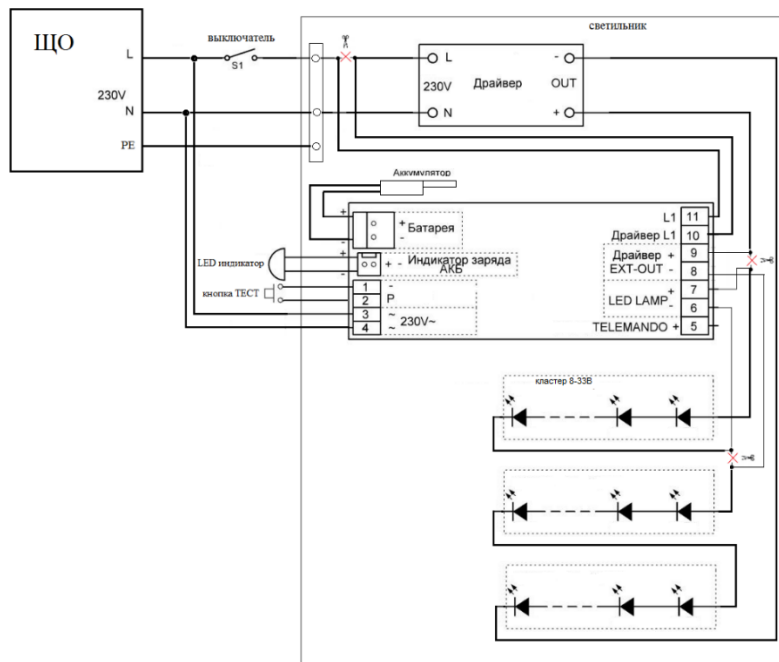 светильник
ЩО
выключатель
L
S1
230V
N
PE
L
-
230V
Драйвер
OUT
N
+
Аккумулятор
+
-
+
-
Батарея
L1
11
Драйвер L1
10
LED индикатор
+
-
+ -
Индикатор заряда
АКБ
Драйвер +
9
EXT-OUT -
8
кнопка ТЕСТ
1
-
2
P
3
~
4
~
230V~
+
7
LED LAMP
-
6
TELEMANDO +
5
кластер 8-33В